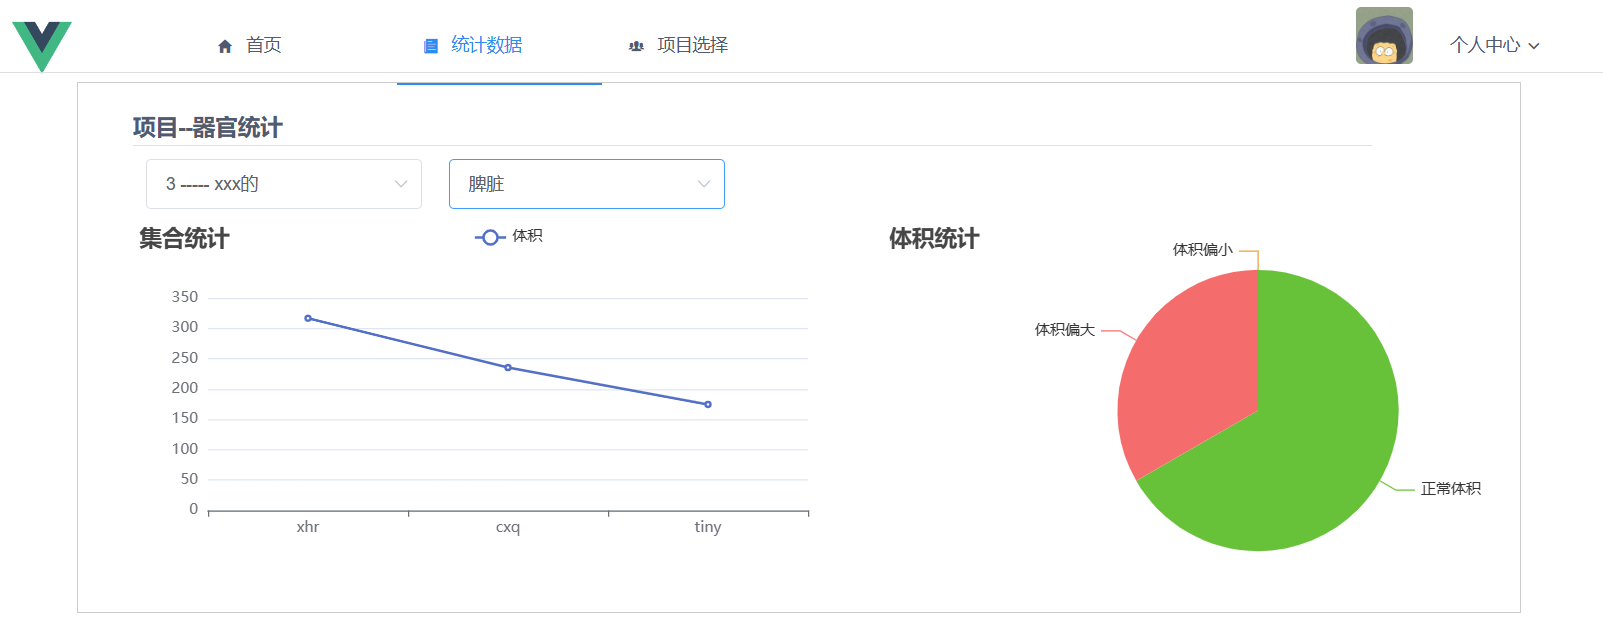 首页
统计数据
项目选择
个人中心
项目--器官统计
3 ----- xxx的
脾脏
集合统计
体积
350
300
250
200
150
100
50
0
xhr
cxq
tiny
体积统计
体积偏小
体积偏大
正常体积